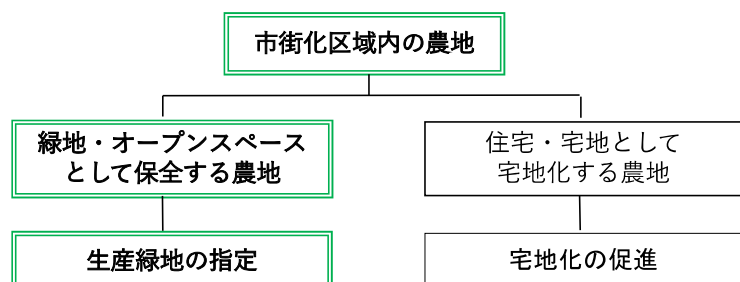 市街化区域内の農地
緑地・オープンスペース
として保全する農地
住宅・宅地として
宅地化する農地
生産緑地の指定
宅地化の促進